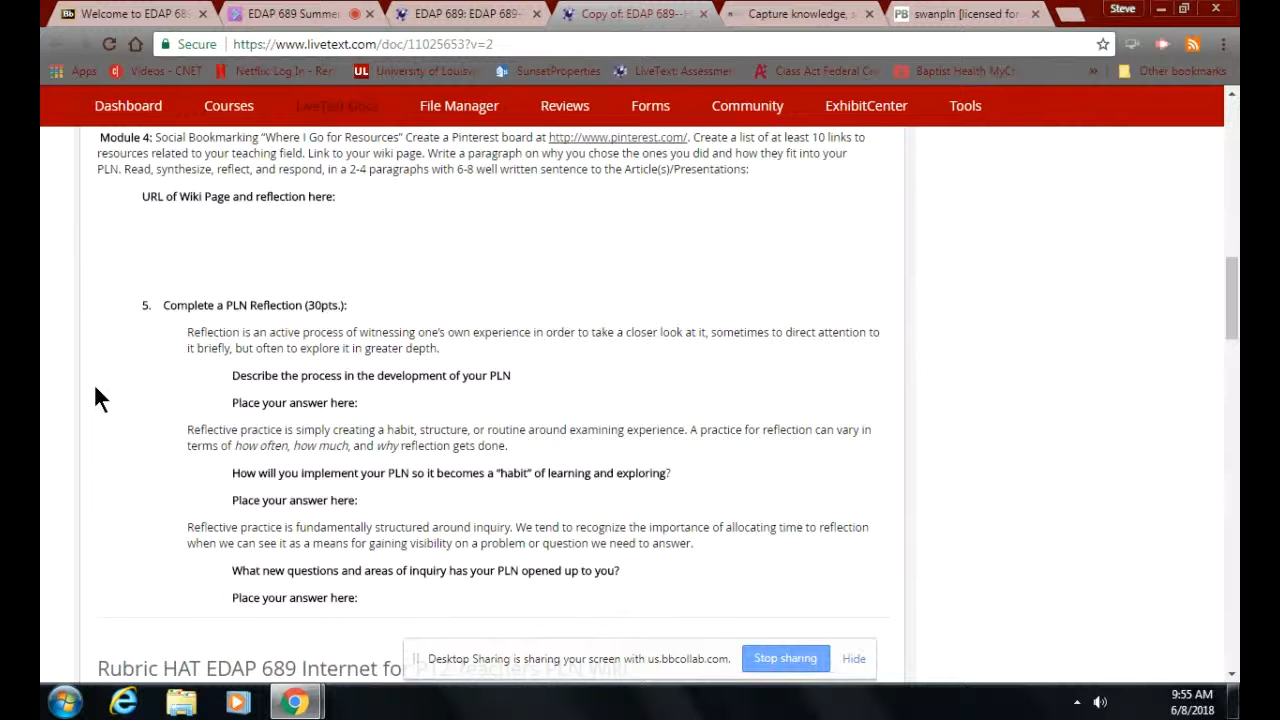 Steve
Welcome to EDAP 68
EDAP 689 Summe
EDAP 689: EDAP 689-
Copy of: EDAP 689--H
Capture knowledge, s
PB swanpln [licensed for
Secure https://www.livetext.com/doc/11025653?v=2
Apps Videos - CNET Netflix: Log In - Rer UL University of Louisv SunsetProperties LiveText: Assessmer Class Act Federal Cr Baptist Health MyCh » Other bookmarks
Dashboard Courses LiveText Docs File Manager Reviews Forms Community ExhibitCenter Tools
Module 4: Social Bookmarking “Where I Go for Resources” Create a Pinterest board at http://www.pinterest.com/. Create a list of at least 10 links to
resources related to your teaching field. Link to your wiki page. Write a paragraph on why you chose the ones you did and how they fit into your
PLN. Read, synthesize, reflect, and respond, in a 2-4 paragraphs with 6-8 well written sentence to the Article(s)/Presentations:
URL of Wiki Page and reflection here:
5. Complete a PLN Reflection (30pts.):
Reflection is an active process of witnessing one’s own experience in order to take a closer look at it, sometimes to direct attention to
it briefly, but often to explore it in greater depth.
Describe the process in the development of your PLN
Place your answer here:
Reflective practice is simply creating a habit, structure, or routine around examining experience. A practice for reflection can vary in
terms of how often, how much, and why reflection gets done.
How will you implement your PLN so it becomes a “habit” of learning and exploring?
Place your answer here:
Reflective practice is fundamentally structured around inquiry. We tend to recognize the importance of allocating time to reflection
when we can see it as a means for gaining visibility on a problem or question we need to answer.
What new questions and areas of inquiry has your PLN opened up to you?
Place your answer here:
Rubric HAT EDAP 689 Internet for P12 Teachers PLN Wiki
Desktop Sharing is sharing your screen with us.bbcollab.com. Stop sharing Hide
9:55 AM
6/8/2018